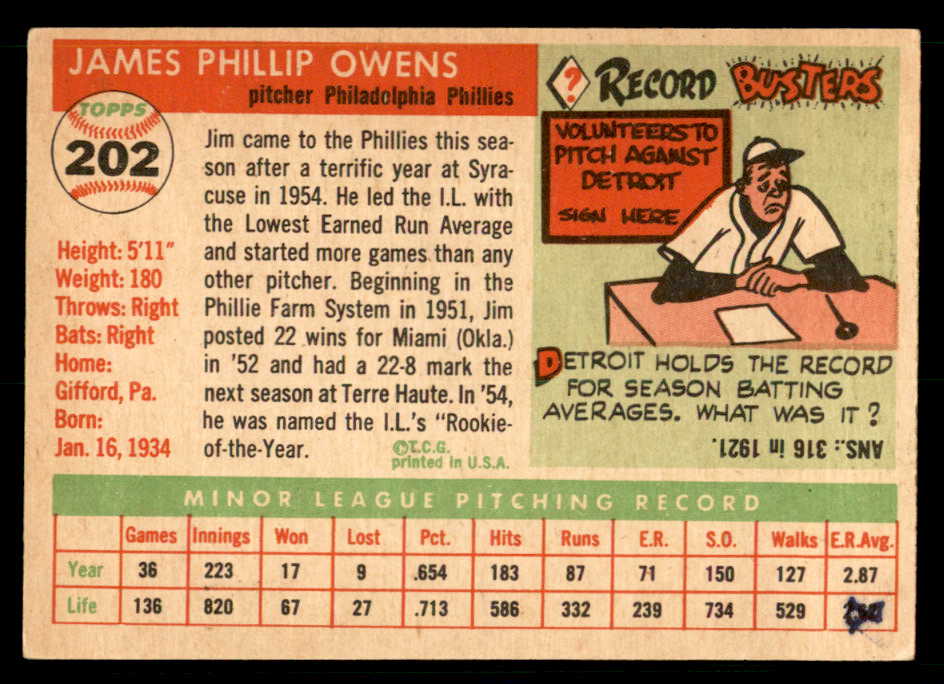 JAMES PHILLIP OWENS
pitcher Philadelphia Phillies
TOPPS
202
Height: 5'11"
Weight: 180
Throws: Right
Bats: Right
Home:
Gifford, Pa.
Born:
Jan. 16, 1934
Jim came to the Phillies this sea-
son after a terrific year at Syra-
cuse in 1954. He led the I.L. with
the Lowest Earned Run Average
and started more games than any
other pitcher. Beginning in the
Phillie Farm System in 1951, Jim
posted 22 wins for Miami (Okla.)
in '52 and had a 22-8 mark the
next season at Terre Haute. In '54,
he was named the I.L.'s "Rookie-
of-the-Year.
©T.C.G.
printed in U.S.A.
? RECORD BUSTERS
VOLUNTEERS TO
PITCH AGAINST
DETROIT
SIGN HERE
DETROIT HOLDS THE RECORD
FOR SEASON BATTING
AVERAGES. WHAT WAS IT?
ANS.: 316 in 1921.
MINOR LEAGUE PITCHING RECORD
Games Innings Won Lost Pct. Hits Runs E.R. S.O. Walks E.R.Avg.
Year 36 223 17 9 .654 183 87 71 150 127 2.87
Life 136 820 67 27 .713 586 332 239 734 529